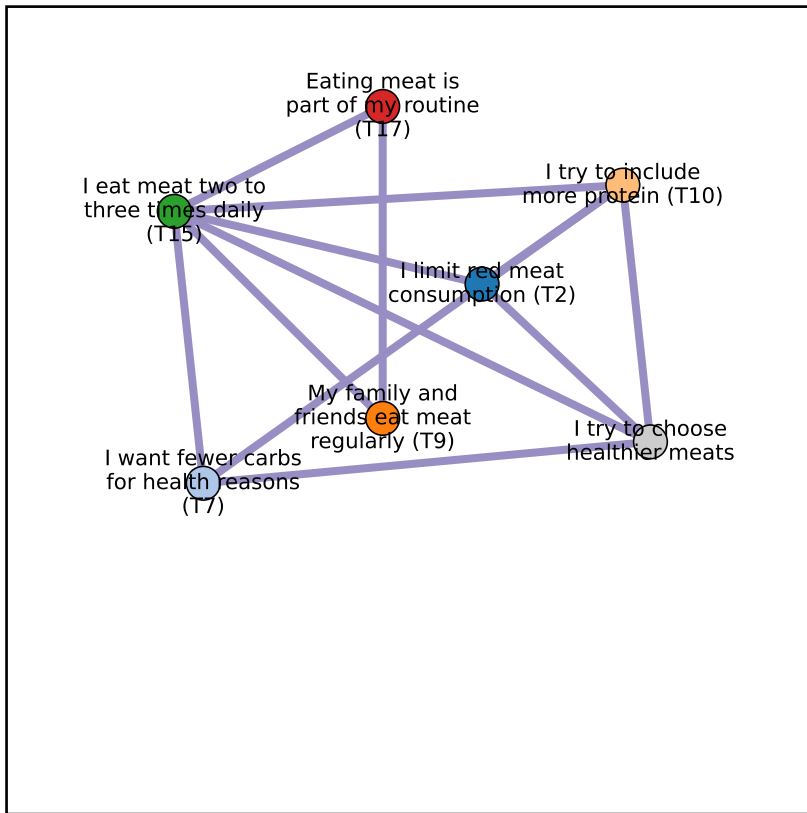 Eating meat is
part of my routine
(T17)
I try to include
more protein (T10)
I eat meat two to
three times daily
(T15)
I limit red meat
consumption (T2)
My family and
friends eat meat
regularly (T9)
I try to choose
healthier meats
I want fewer carbs
for health reasons
(T7)